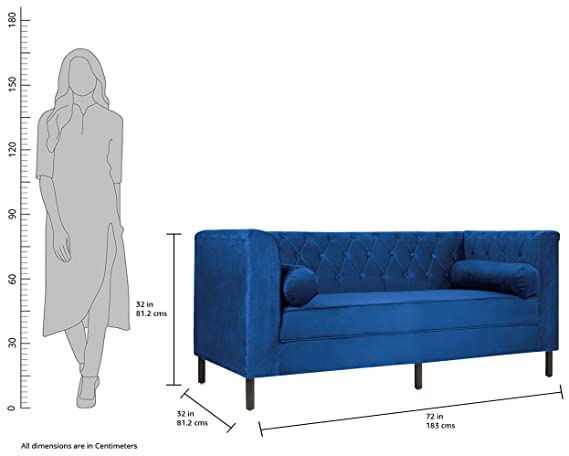 180
150
120
90
60
30
0
32 in
81.2 cms
32 in
81.2 cms
72 in
183 cms
All dimensions are in Centimeters